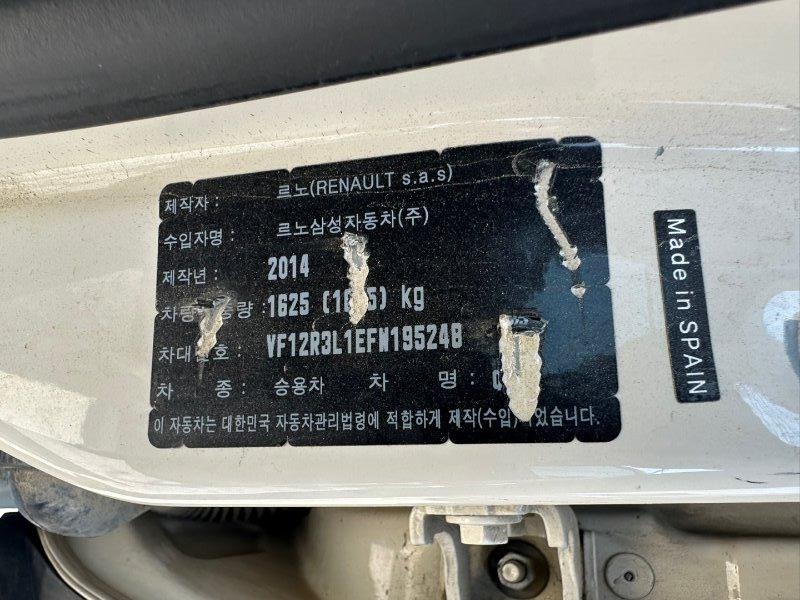 제작자 : 르노(RENAULT s.a.s)
수입자명 : 르노삼성자동차(주)
제작년 : 2014
:1625 kg
: VF12R3L1EFW195248
차 종 : 승용차 차 명 :
이 자동차는 대한민국 자동차관리법령에 적합하게 제작(수입)되었습니다.
Made in SPAIN